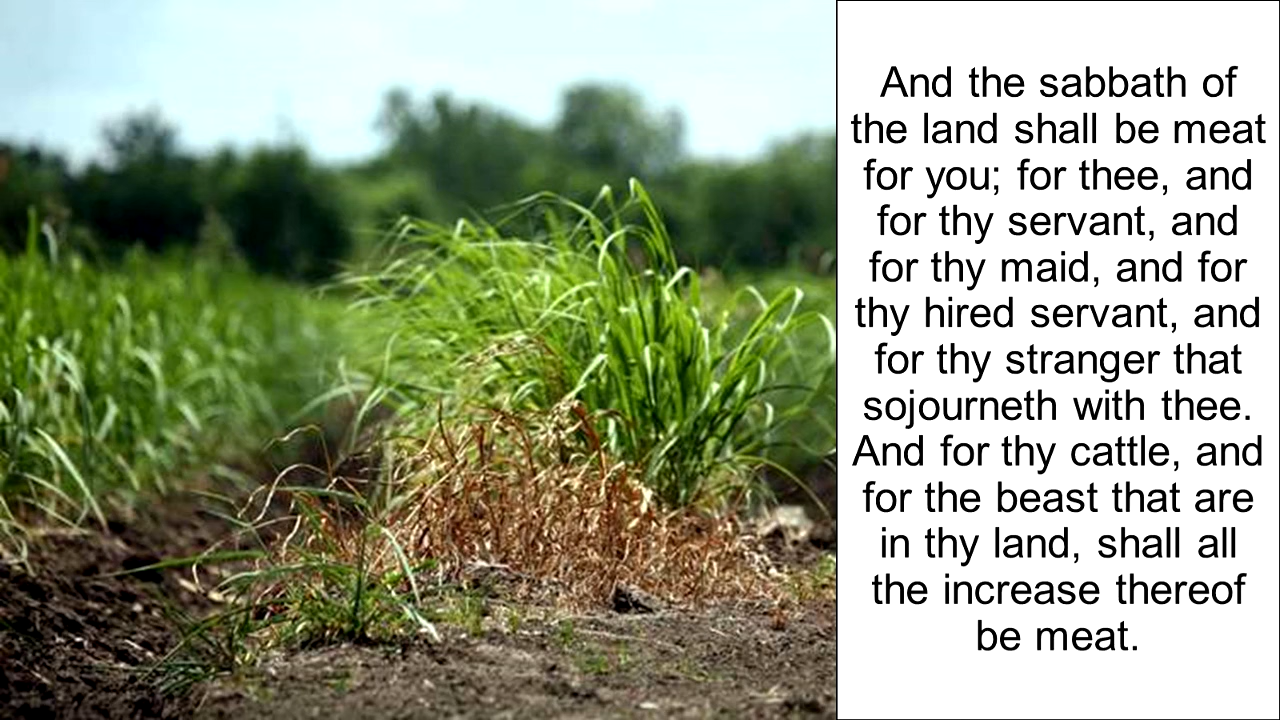 And the sabbath of
the land shall be meat
for you; for thee, and
for thy servant, and
for thy maid, and for
thy hired servant, and
for thy stranger that
sojourneth with thee.
And for thy cattle, and
for the beast that are
in thy land, shall all
the increase thereof
be meat.